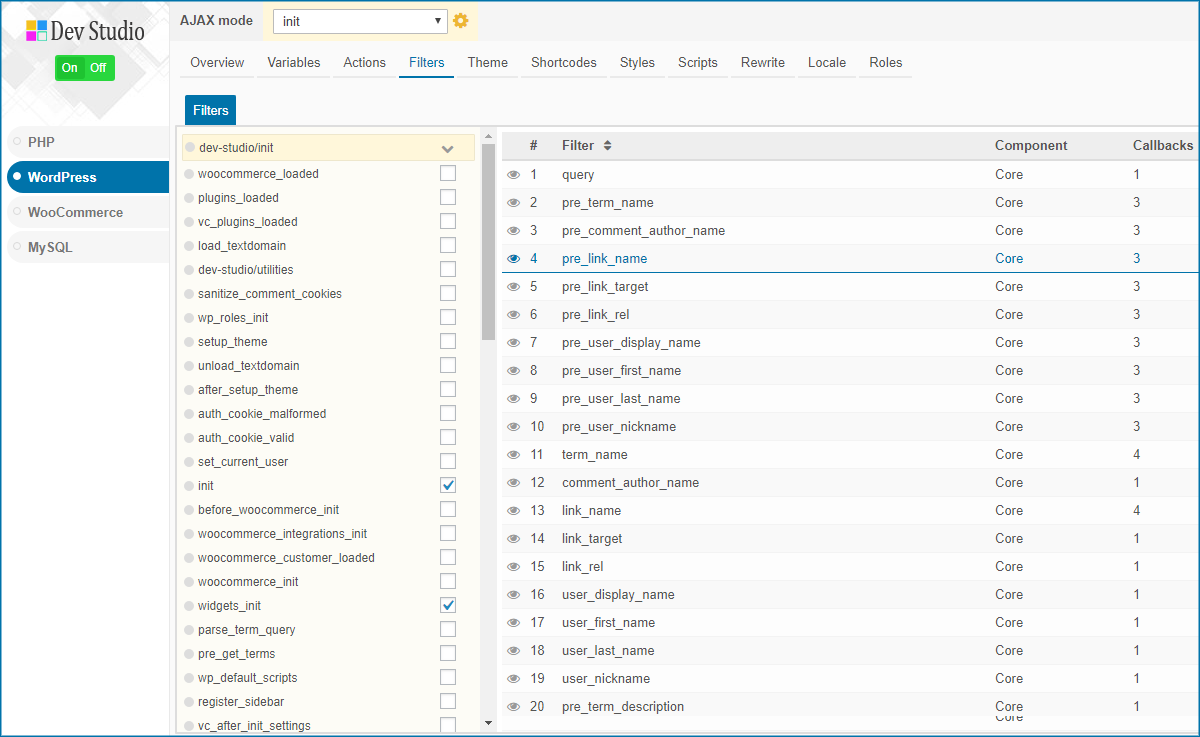 Dev Studio
On Off
PHP
WordPress
WooCommerce
MySQL
AJAX mode init
Overview Variables Actions Filters Theme Shortcodes Styles Scripts Rewrite Locale Roles
Filters
dev-studio/init
woocommerce_loaded
plugins_loaded
vc_plugins_loaded
load_textdomain
dev-studio/utilities
sanitize_comment_cookies
wp_roles_init
setup_theme
unload_textdomain
after_setup_theme
auth_cookie_malformed
auth_cookie_valid
set_current_user
init
before_woocommerce_init
woocommerce_integrations_init
woocommerce_customer_loaded
woocommerce_init
widgets_init
parse_term_query
pre_get_terms
wp_default_scripts
register_sidebar
vc_after_init_settings
# Filter Component Callbacks
1 query Core 1
2 pre_term_name Core 3
3 pre_comment_author_name Core 3
4 pre_link_name Core 3
5 pre_link_target Core 3
6 pre_link_rel Core 3
7 pre_user_display_name Core 3
8 pre_user_first_name Core 3
9 pre_user_last_name Core 3
10 pre_user_nickname Core 3
11 term_name Core 4
12 comment_author_name Core 1
13 link_name Core 4
14 link_target Core 1
15 link_rel Core 1
16 user_display_name Core 1
17 user_first_name Core 1
18 user_last_name Core 1
19 user_nickname Core 1
20 pre_term_description Core 1
Core